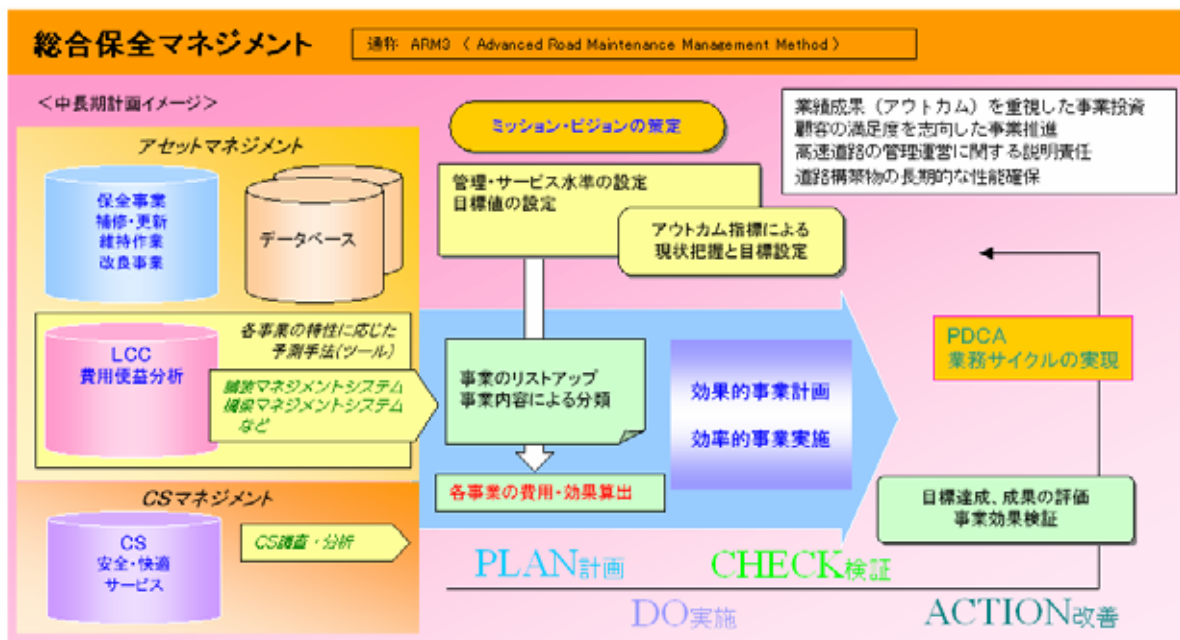 総合保全マネジメント
通称 ARM3 《 Advanced Road Maintenance Management Method 》
＜中長期計画イメージ＞
アセットマネジメント
保全事業
補修・更新
維持作業
改良事業
データベース
LCC
費用便益分析
各事業の特性に応じた
予測手法(ツール)
舗装マネジメントシステム
橋梁マネジメントシステム
など
CSマネジメント
CS
安全・快適
サービス
CS調査・分析
ミッション・ビジョンの策定
管理・サービス水準の設定
目標値の設定
アウトカム指標による
現状把握と目標設定
事業のリストアップ
事業内容による分類
各事業の費用・効果算出
効果的事業計画
効率的事業実施
業績成果（アウトカム）を重視した事業投資
顧客の満足度を志向した事業推進
高速道路の管理運営に関する説明責任
道路構築物の長期的な性能確保
PDCA
業務サイクルの実現
目標達成、成果の評価
事業効果検証
PLAN計画
CHECK検証
DO実施
ACTION改善